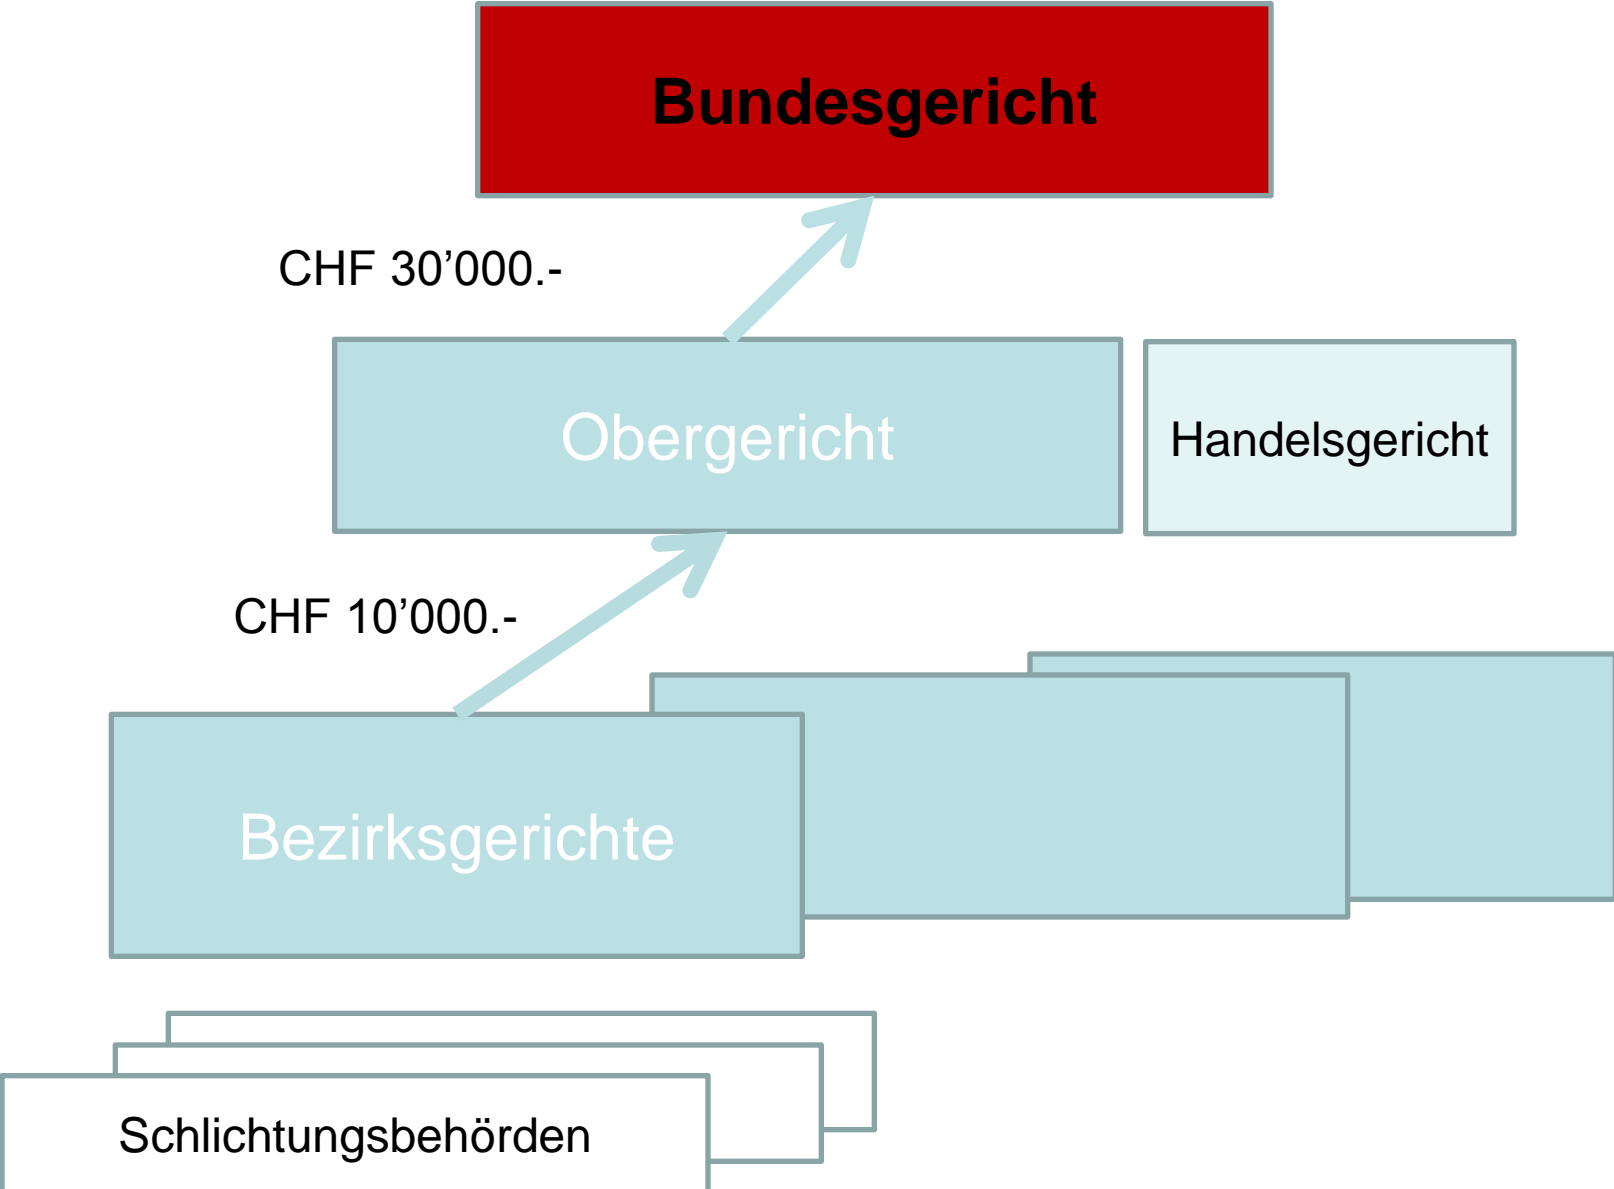 Bundesgericht
CHF 30’000.-
Obergericht
Handelsgericht
CHF 10’000.-
Bezirksgerichte
Schlichtungsbehörden